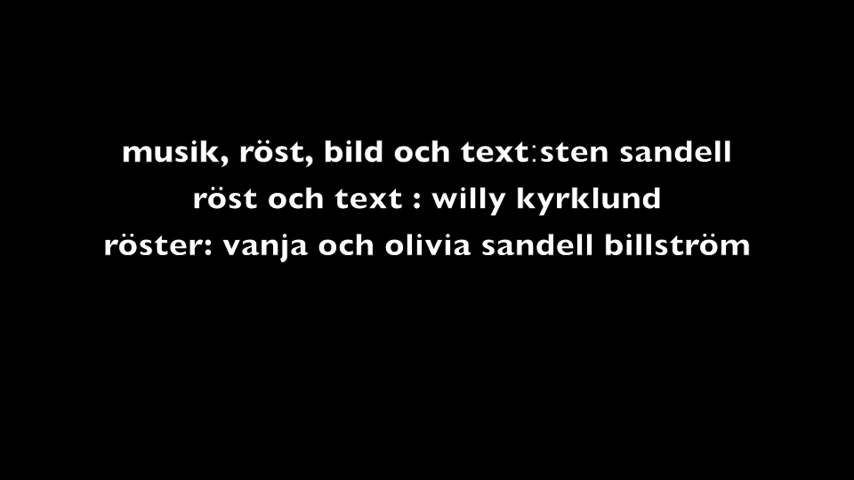 musik, röst, bild och text:sten sandell
röst och text : willy kyrklund
röster: vanja och olivia sandell billström